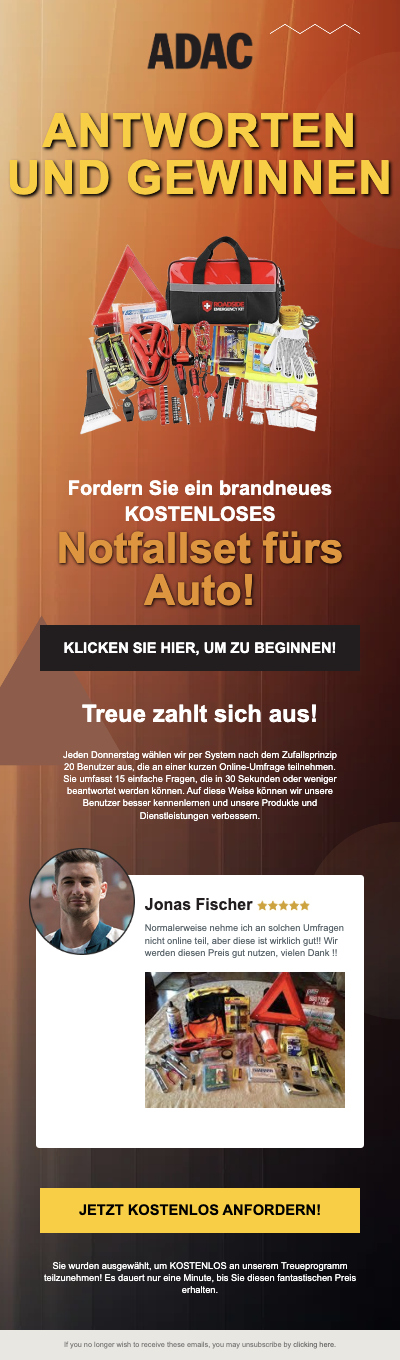 ADAC
ANTWORTEN
UND GEWINNEN
ROADSIDE
EMERGENCY KIT
Fordern Sie ein brandneues
KOSTENLOSES
Notfallset fürs
Auto!
KLICKEN SIE HIER, UM ZU BEGINNEN!
Treue zahlt sich aus!
Jeden Donnerstag wählen wir per System nach dem Zufallsprinzip
20 Benutzer aus, die an einer kurzen Online-Umfrage teilnehmen.
Sie umfasst 15 einfache Fragen, die in 30 Sekunden oder weniger
beantwortet werden können. Auf diese Weise können wir unsere
Benutzer besser kennenlernen und unsere Produkte und
Dienstleistungen verbessern.
Jonas Fischer
Normalerweise nehme ich an solchen Umfragen
nicht online teil, aber diese ist wirklich gut!! Wir
werden diesen Preis gut nutzen, vielen Dank !!
JETZT KOSTENLOS ANFORDERN!
Sie wurden ausgewählt, um KOSTENLOS an unserem Treueprogramm
teilzunehmen! Es dauert nur eine Minute, bis Sie diesen fantastischen Preis
erhalten.
If you no longer wish to receive these emails, you may unsubscribe by clicking here.